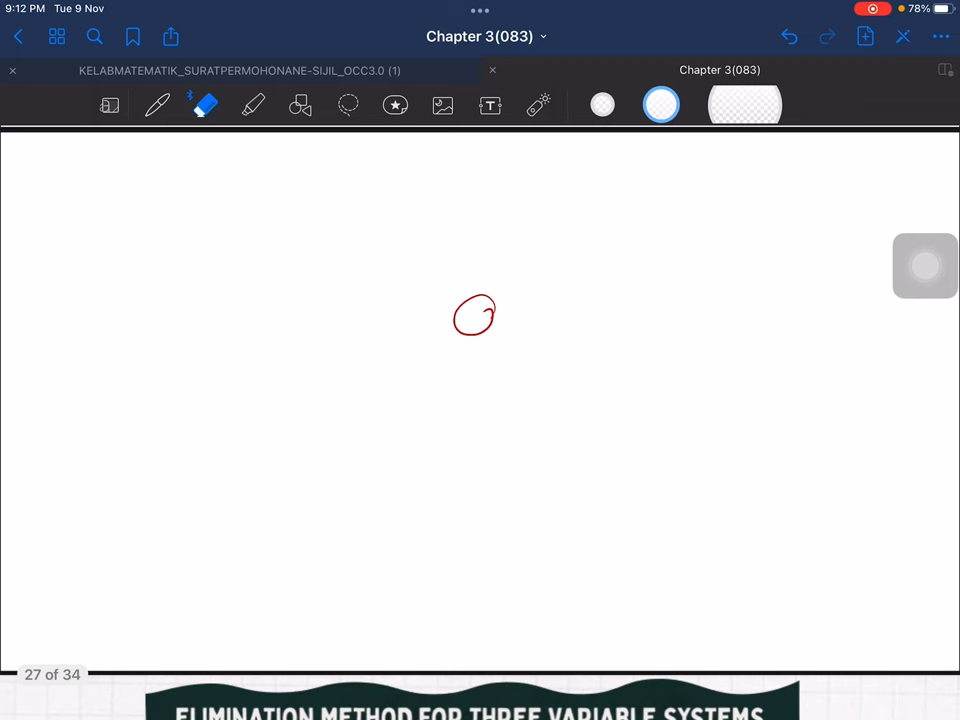 9:12 PM Tue 9 Nov
78%
Chapter 3(083)
KELABMATEMATIK_SURATPERMOHONANE-SIJIL_OCC3.0 (1)
Chapter 3(083)
T
27 of 34
ELIMINATION METHOD FOR THREE VARIABLE SYSTEMS